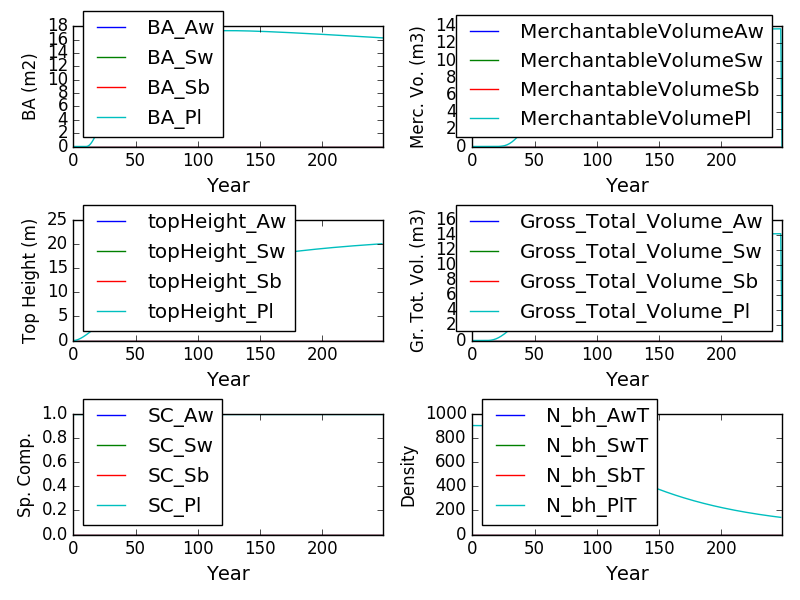 BA (m2)
18
16
14
12
10
8
6
4
2
0
BA_Aw
BA_Sw
BA_Sb
BA_Pl
0 50 100 150 200
Year
Merc. Vo. (m3)
14
12
10
8
6
4
2
0
MerchantableVolumeAw
MerchantableVolumeSw
MerchantableVolumeSb
MerchantableVolumePl
0 50 100 150 200
Year
Top Height (m)
25
20
15
10
5
0
topHeight_Aw
topHeight_Sw
topHeight_Sb
topHeight_Pl
0 50 100 150 200
Year
Gr. Tot. Vol. (m3)
16
14
12
10
8
6
4
2
0
Gross_Total_Volume_Aw
Gross_Total_Volume_Sw
Gross_Total_Volume_Sb
Gross_Total_Volume_Pl
0 50 100 150 200
Year
Sp. Comp.
1.0
0.8
0.6
0.4
0.2
0.0
SC_Aw
SC_Sw
SC_Sb
SC_Pl
0 50 100 150 200
Year
Density
1000
800
600
400
200
0
N_bh_AwT
N_bh_SwT
N_bh_SbT
N_bh_PlT
0 50 100 150 200
Year